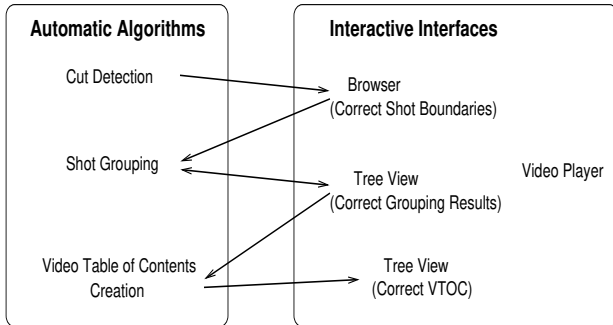 Automatic Algorithms
Cut Detection
Shot Grouping
Video Table of Contents
Creation
Interactive Interfaces
Browser
(Correct Shot Boundaries)
Tree View
(Correct Grouping Results)
Video Player
Tree View
(Correct VTOC)